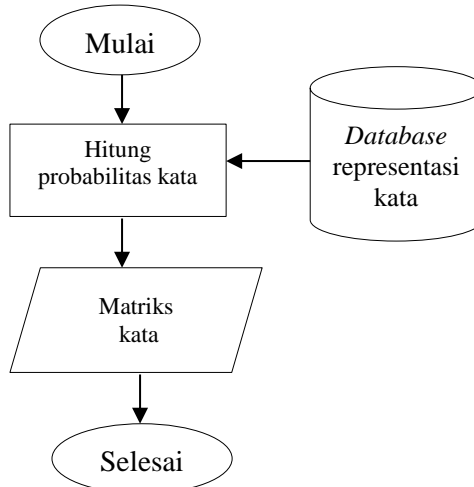 Mulai
Hitung
probabilitas kata
Database
representasi
kata
Matriks
kata
Selesai